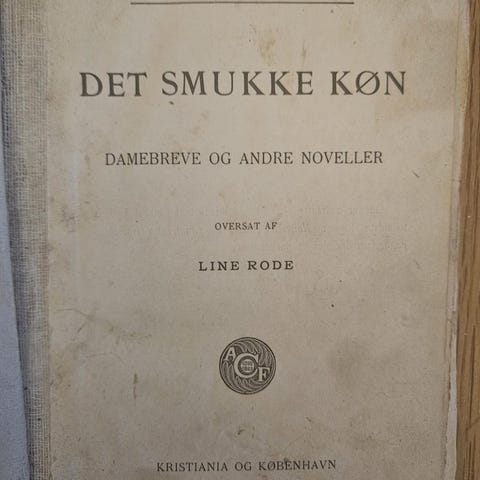 DET SMUKKE KØN
DAMEBREVE OG ANDRE NOVELLER
OVERSAT AF
LINE RODE
A C F
KRISTIANIA OG KØBENHAVN